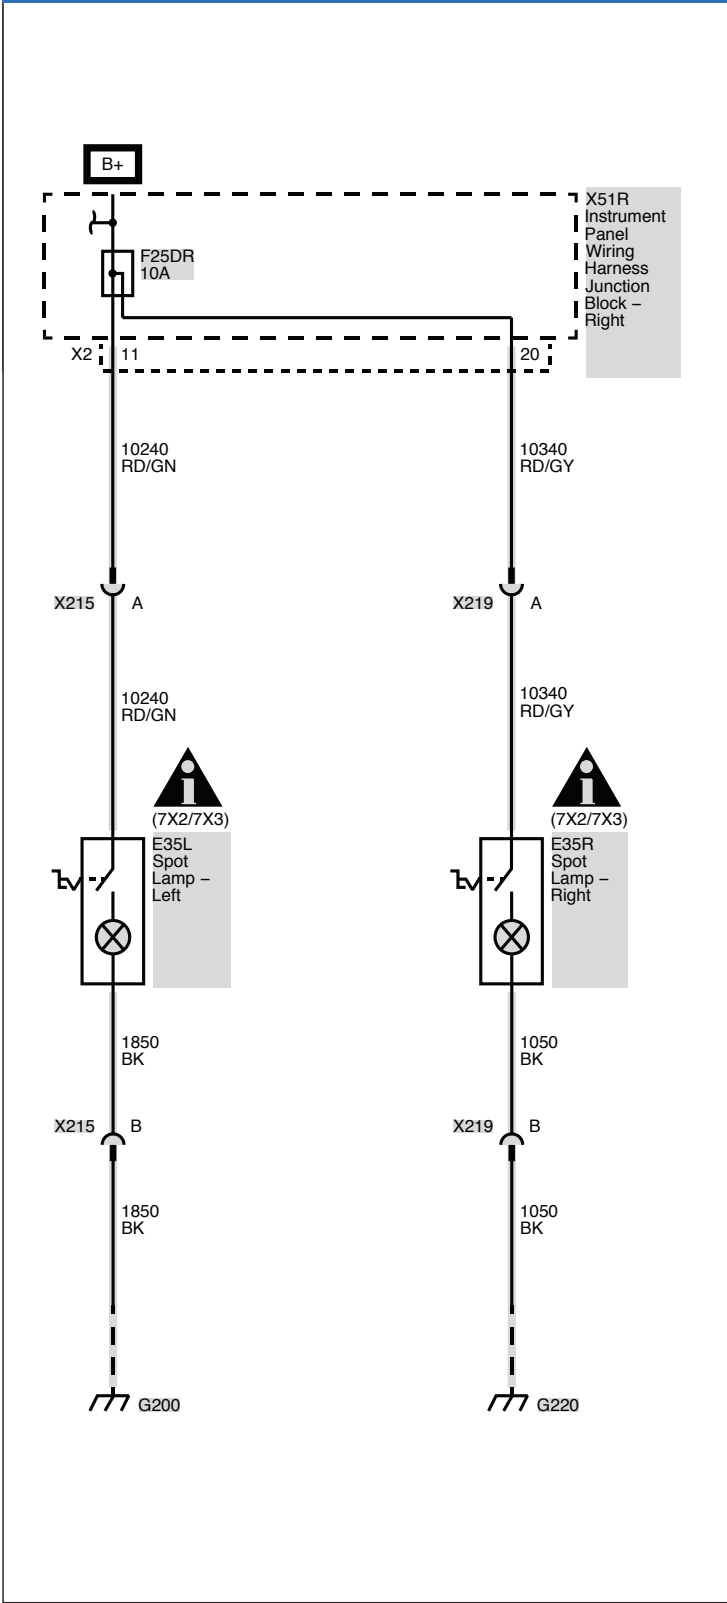 B+
X51R
Instrument
Panel
Wiring
Harness
Junction
Block –
Right
F25DR
10A
X2
11
20
10240
RD/GN
10340
RD/GY
X215
A
X219
A
10240
RD/GN
10340
RD/GY
i
(7X2/7X3)
i
(7X2/7X3)
E35L
Spot
Lamp –
Left
E35R
Spot
Lamp –
Right
1850
BK
1050
BK
X215
B
X219
B
1850
BK
1050
BK
G200
G220